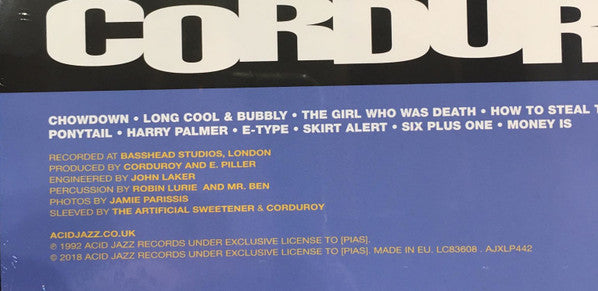 CORDUR
CHOWDOWN • LONG COOL & BUBBLY • THE GIRL WHO WAS DEATH • HOW TO STEAL T
PONYTAIL • HARRY PALMER • E-TYPE • SKIRT ALERT • SIX PLUS ONE • MONEY IS
RECORDED AT BASSHEAD STUDIOS, LONDON
PRODUCED BY CORDUROY AND E. PILLER
ENGINEERED BY JOHN LAKER
PERCUSSION BY ROBIN LURIE AND MR. BEN
PHOTOS BY JAMIE PARISSIS
SLEEVED BY THE ARTIFICIAL SWEETENER & CORDUROY
ACIDJAZZ.CO.UK
℗ 1992 ACID JAZZ RECORDS UNDER EXCLUSIVE LICENSE TO [PIAS].
© 2018 ACID JAZZ RECORDS UNDER EXCLUSIVE LICENSE TO [PIAS]. MADE IN EU. LC83608 . AJXLP442